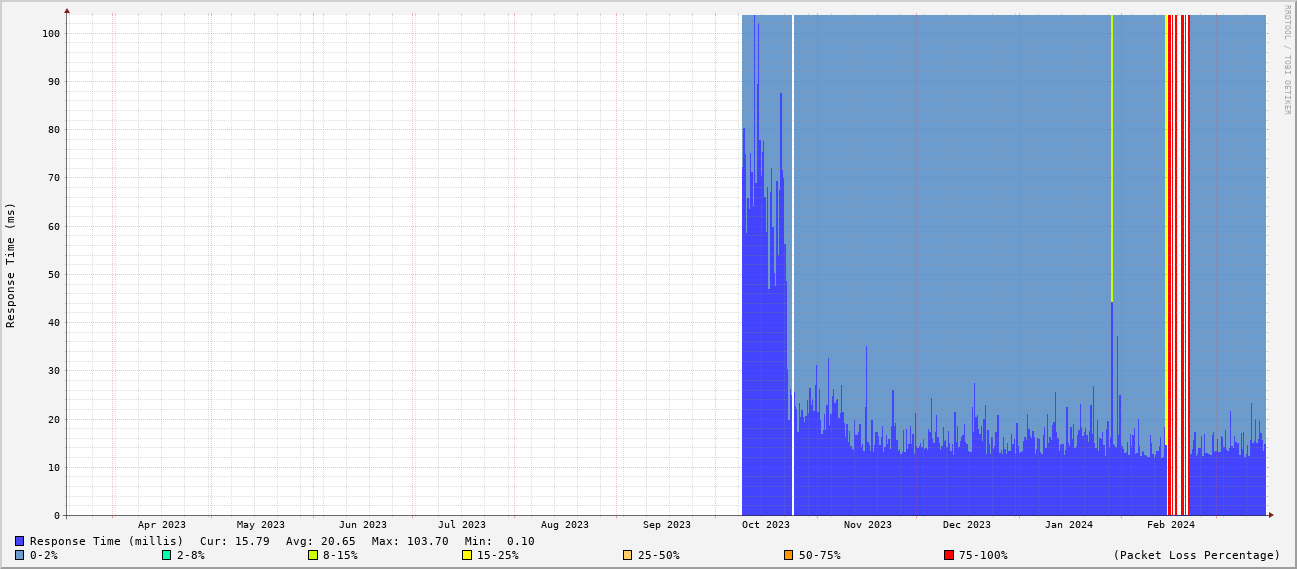 RRDTOOL / TOBI OETIKER
Response Time (ms)
100
90
80
70
60
50
40
30
20
10
0
Apr 2023 May 2023 Jun 2023 Jul 2023 Aug 2023 Sep 2023 Oct 2023 Nov 2023 Dec 2023 Jan 2024 Feb 2024
Response Time (millis) Cur: 15.79 Avg: 20.65 Max: 103.70 Min: 0.10
0-2% 2-8% 8-15% 15-25% 25-50% 50-75% 75-100% (Packet Loss Percentage)